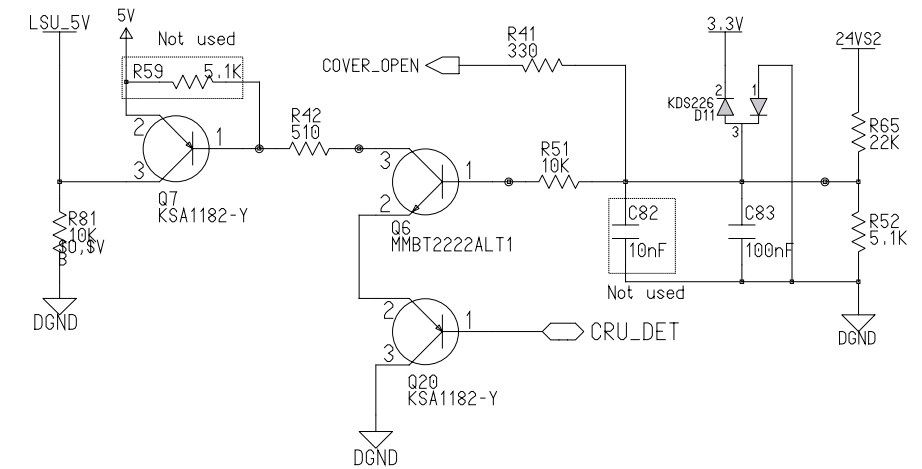 LSU_5V
5V
Not used
R59
5.1K
2
3
1
Q7
KSA1182-Y
R81
10K
$0,$V
3
DGND
R42
510
COVER_OPEN
R41
330
3
2
1
Q6
MMBT2222ALT1
R51
10K
2
3
1
Q20
KSA1182-Y
DGND
CRU_DET
3.3V
2
1
KDS226
D11
3
C82
10nF
Not used
C83
100nF
24VS2
R65
22K
R52
5.1K
DGND